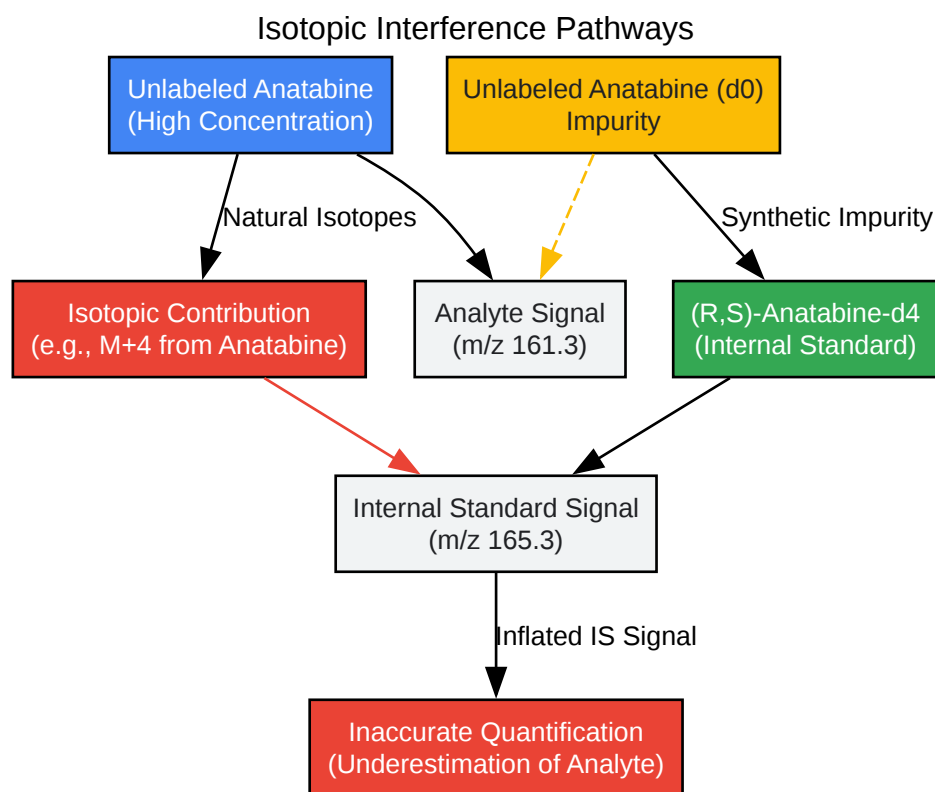 Isotopic Interference Pathways
Unlabeled Anatabine
(High Concentration)
Unlabeled Anatabine (d0)
Impurity
Natural Isotopes
Synthetic Impurity
Isotopic Contribution
(e.g., M+4 from Anatabine)
Analyte Signal
(m/z 161.3)
(R,S)-Anatabine-d4
(Internal Standard)
Internal Standard Signal
(m/z 165.3)
Inflated IS Signal
Inaccurate Quantification
(Underestimation of Analyte)